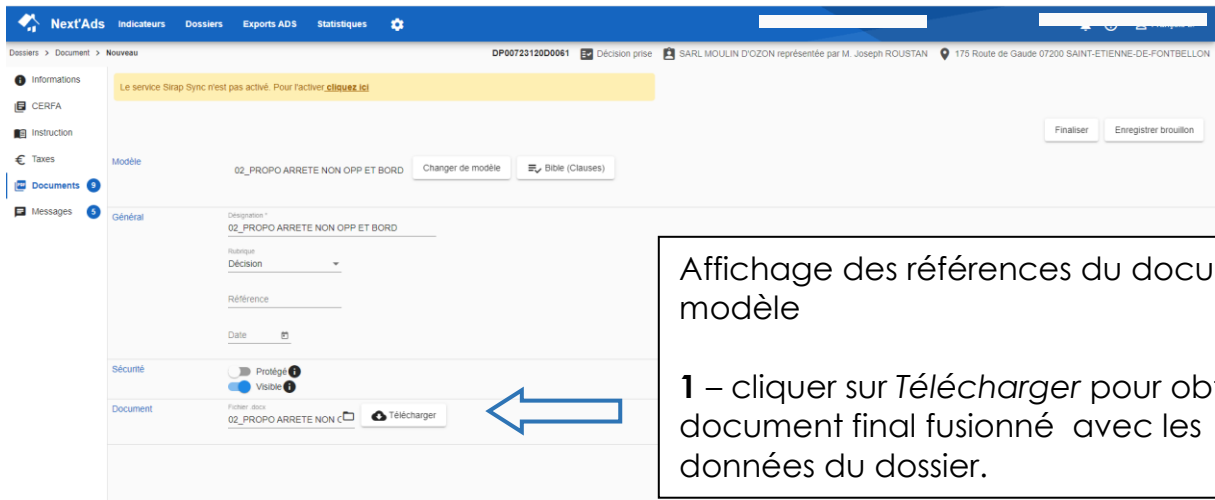 Next'Ads Indicateurs Dossiers Exports ADS Statistiques
Dossiers > Document > Nouveau DP00723120D0061 Décision prise SARL MOULIN D'OZON représentée par M. Joseph ROUSTAN 175 Route de Gaude 07200 SAINT-ETIENNE-DE-FONTBELLON
Informations
Le service Sirap Sync n'est pas activé. Pour l'activer cliquez ici
CERFA
Instruction
Finaliser Enregistrer brouillon
Taxes
Modèle 02_PROPO ARRETE NON OPP ET BORD Changer de modèle Bible (Clauses)
Documents 9
Messages 5
Général Désignation *
02_PROPO ARRETE NON OPP ET BORD
Rubrique
Décision
Référence
Date
Sécurité Protégé
Visible
Document Fichier .docx
02_PROPO ARRETE NON Télécharger
Affichage des références du docu
modèle
1 – cliquer sur Télécharger pour ob
document final fusionné avec les
données du dossier.